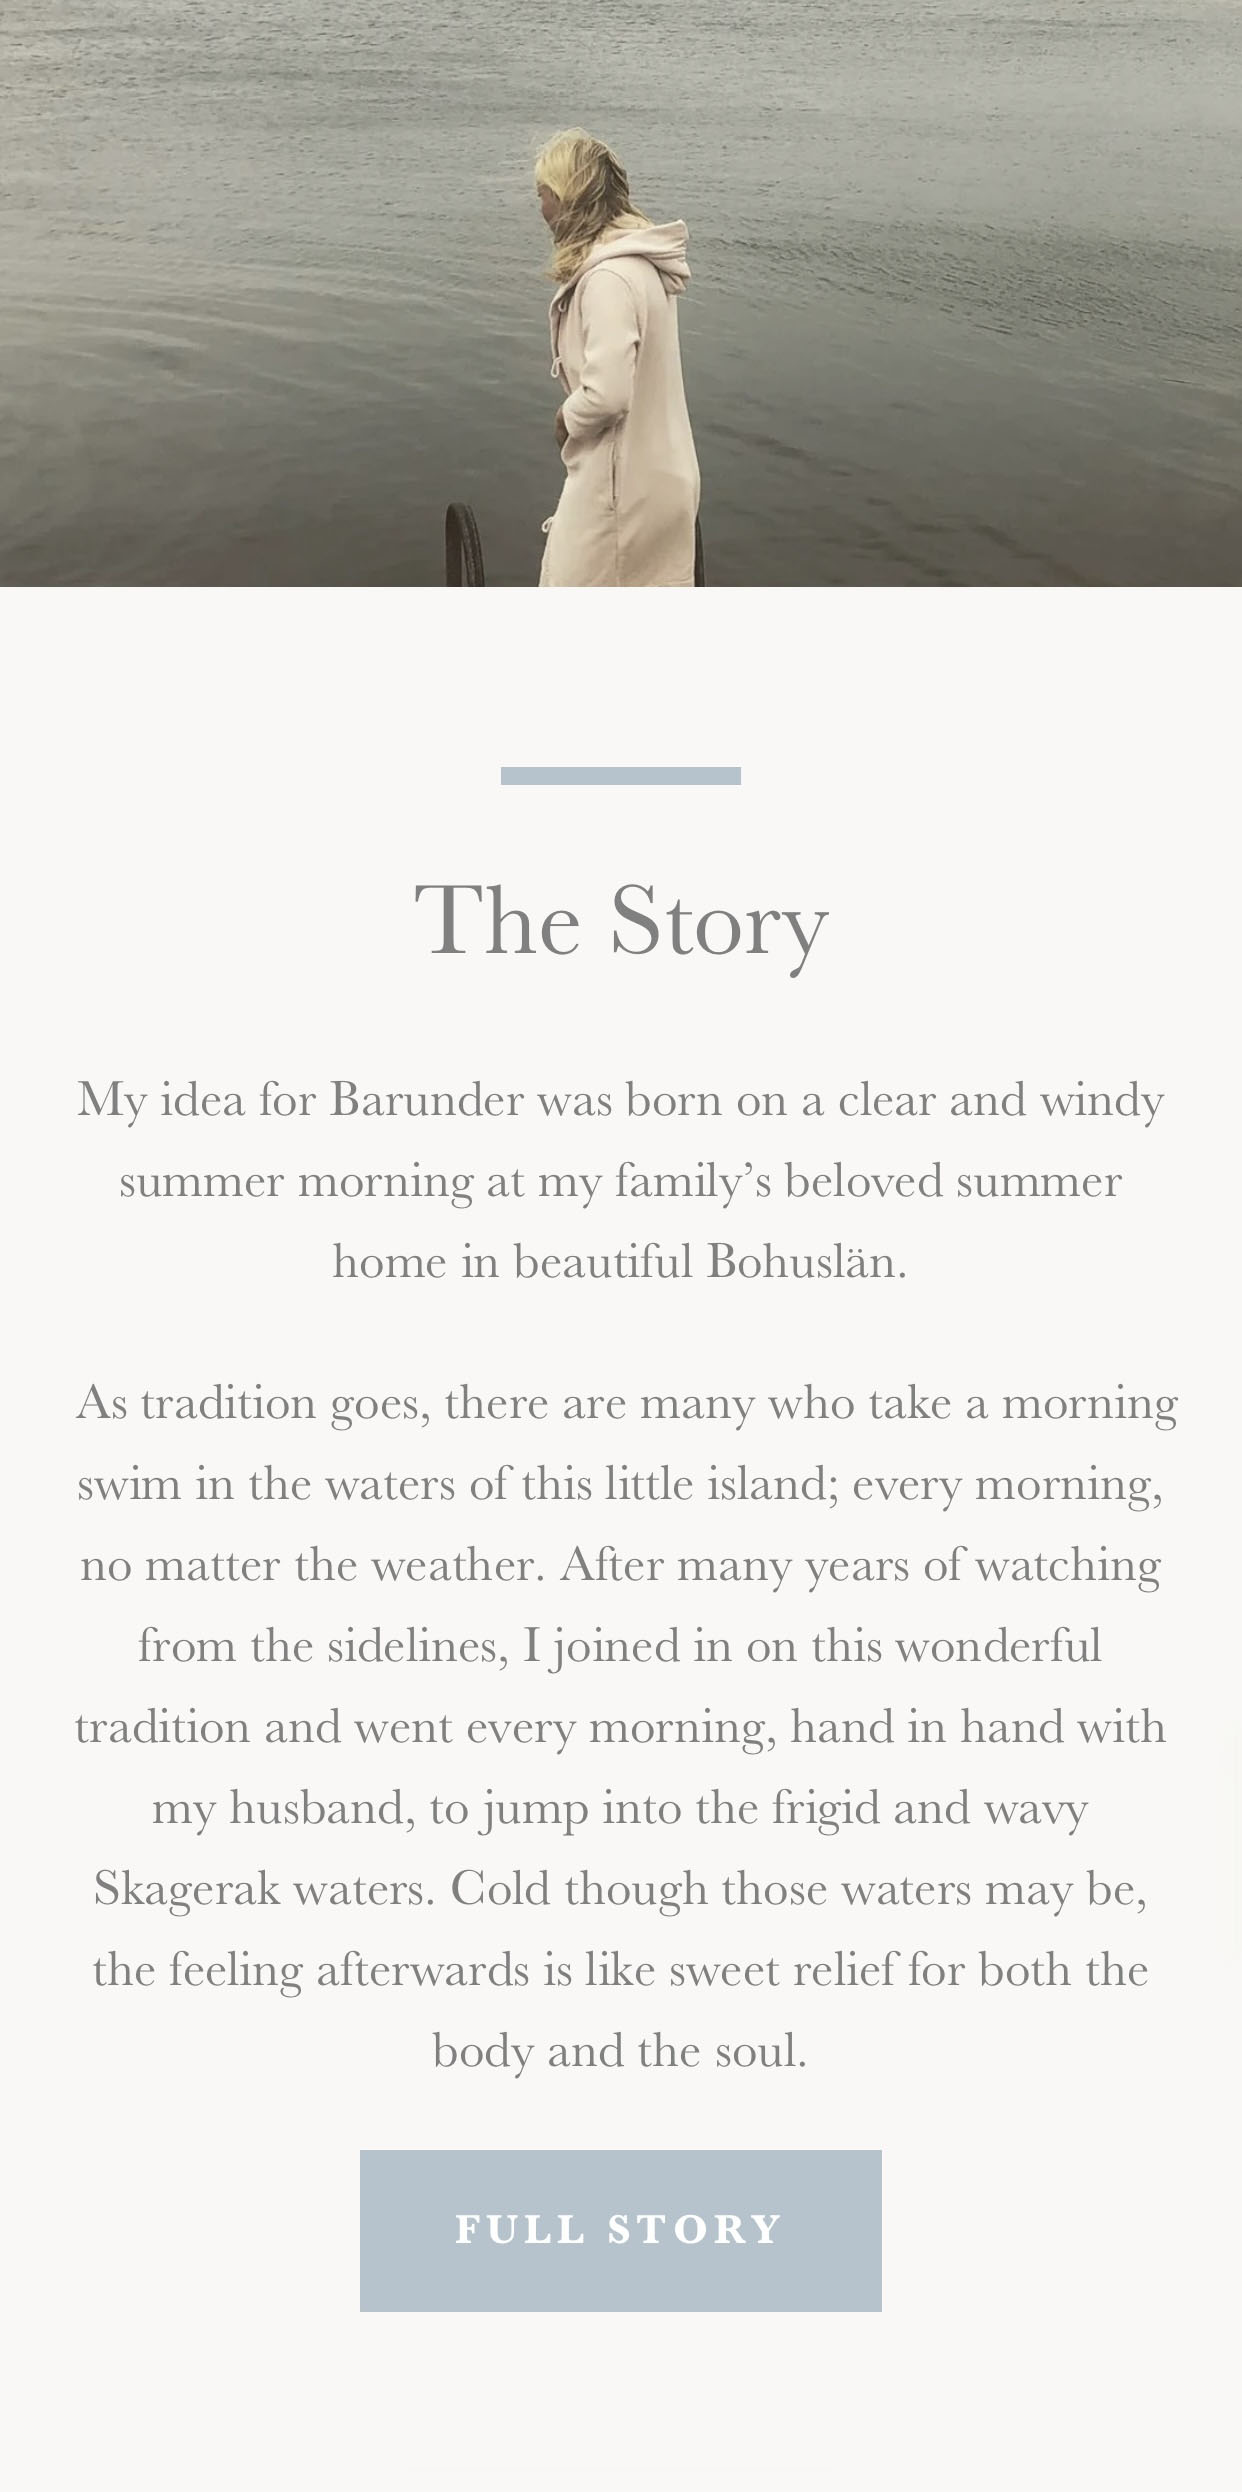 The Story
My idea for Barunder was born on a clear and windy
summer morning at my family’s beloved summer
home in beautiful Bohuslän.
As tradition goes, there are many who take a morning
swim in the waters of this little island; every morning,
no matter the weather. After many years of watching
from the sidelines, I joined in on this wonderful
tradition and went every morning, hand in hand with
my husband, to jump into the frigid and wavy
Skagerak waters. Cold though those waters may be,
the feeling afterwards is like sweet relief for both the
body and the soul.
FULL STORY